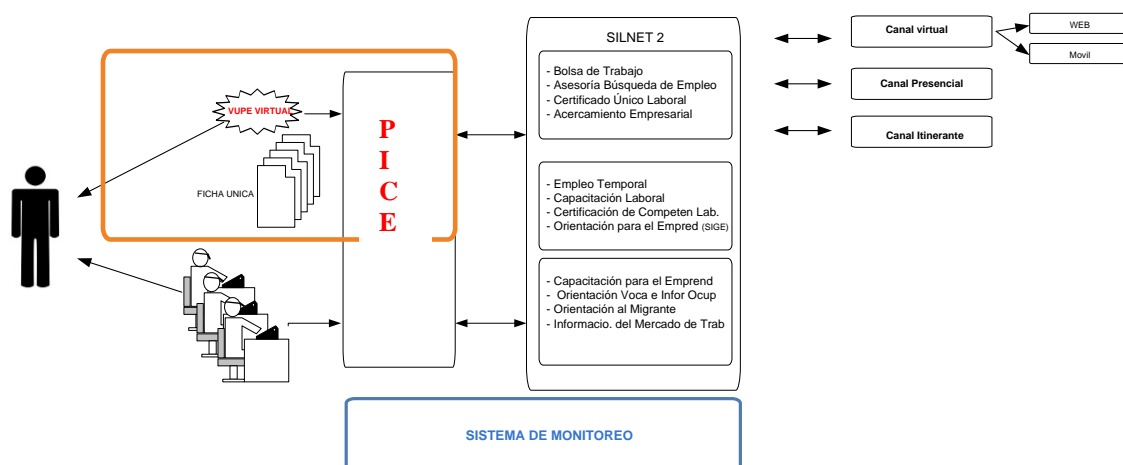 VUPE VIRTUAL
FICHA UNICA
P
I
C
E
SILNET 2
- Bolsa de Trabajo
- Asesoría Búsqueda de Empleo
- Certificado Único Laboral
- Acercamiento Empresarial
- Empleo Temporal
- Capacitación Laboral
- Certificación de Competen Lab.
- Orientación para el Empred (SIGE)
- Capacitación para el Emprend
- Orientación Voca e Infor Ocup
- Orientación al Migrante
- Informacio. del Mercado de Trab
Canal virtual
WEB
Movil
Canal Presencial
Canal Itinerante
SISTEMA DE MONITOREO